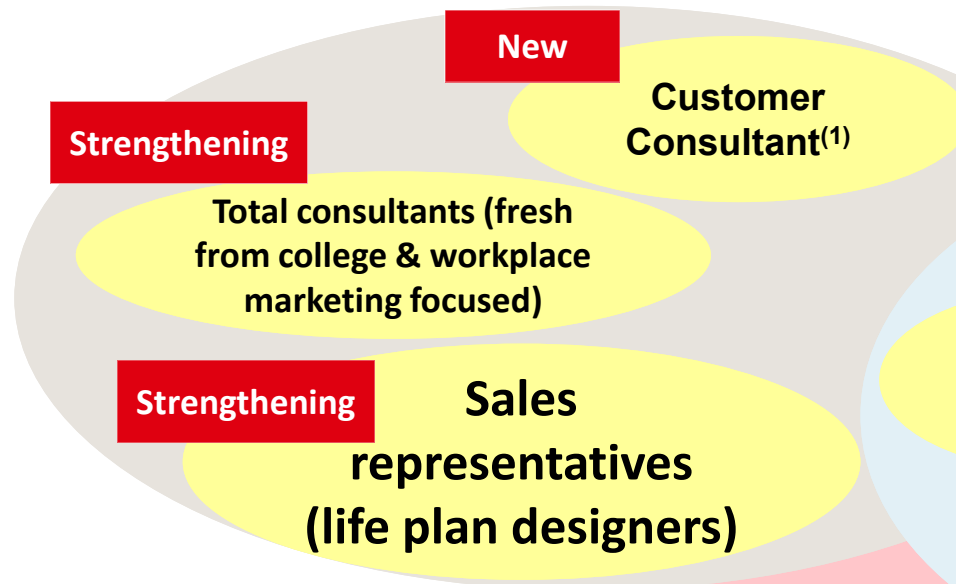 New
Customer
Consultant(1)
Strengthening
Total consultants (fresh
from college & workplace
marketing focused)
Strengthening
Sales
representatives
(life plan designers)